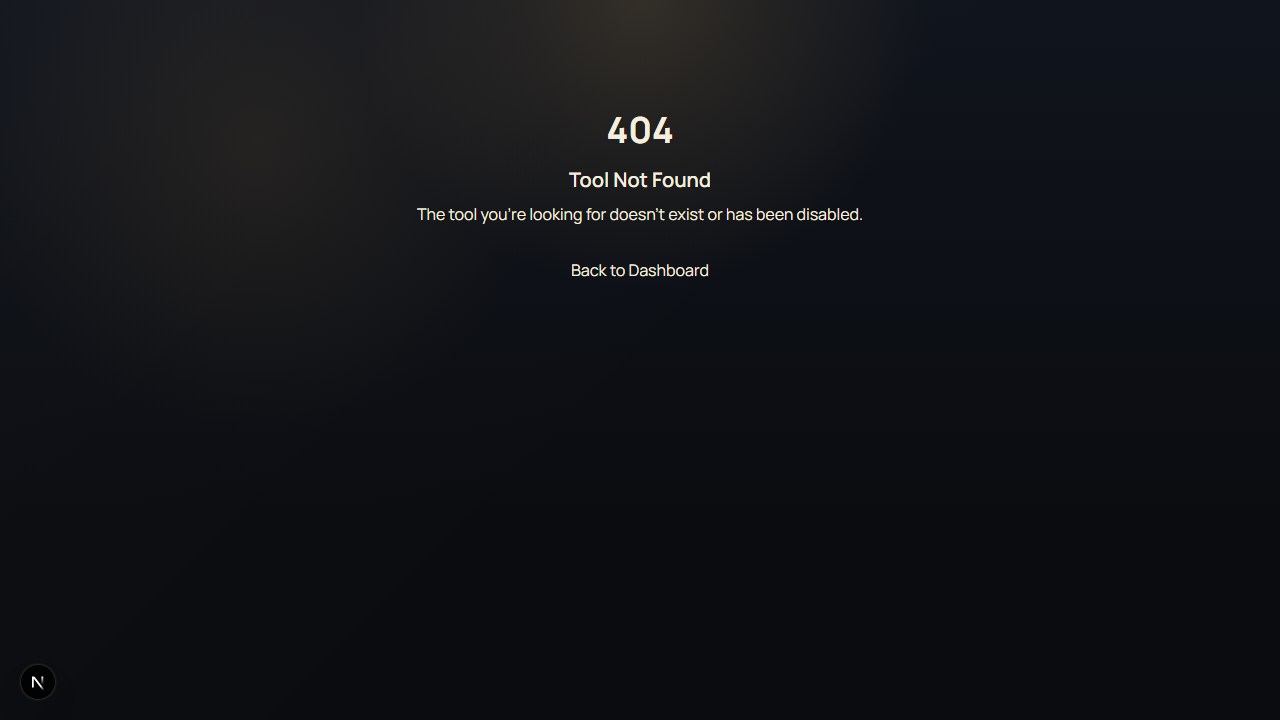 404
Tool Not Found
The tool you're looking for doesn't exist or has been disabled.
Back to Dashboard
N